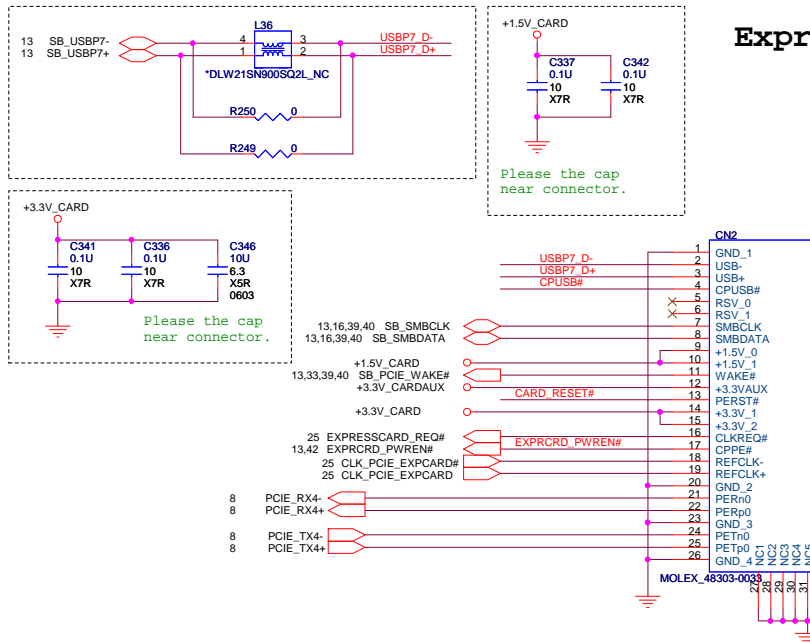 Expr
L36
13 SB_USBP7- 4 3 USBP7_D-
13 SB_USBP7+ 1 2 USBP7_D+
*DLW21SN900SQ2L_NC
R250 0
R249 0
+1.5V_CARD
C337 C342
0.1U 0.1U
10 10
X7R X7R
Please the cap
near connector.
+3.3V_CARD
C341 C336 C346
0.1U 0.1U 10U
10 10 6.3
X7R X7R X5R
0603
Please the cap
near connector.
CN2
1 GND_1
USBP7_D- 2 USB-
USBP7_D+ 3 USB+
CPUSB# 4 CPUSB#
5 RSV_0
6 RSV_1
13,16,39,40 SB_SMBCLK 7 SMBCLK
13,16,39,40 SB_SMBDATA 8 SMBDATA
9 +1.5V_0
+1.5V_CARD 10 +1.5V_1
13,33,39,40 SB_PCIE_WAKE# 11 WAKE#
+3.3V_CARDAUX 12 +3.3VAUX
CARD_RESET# 13 PERST#
+3.3V_CARD 14 +3.3V_1
15 +3.3V_2
25 EXPRESSCARD_REQ# 16 CLKREQ#
13,42 EXPRCRD_PWREN# EXPRCRD_PWREN# 17 CPPE#
25 CLK_PCIE_EXPCARD# 18 REFCLK-
25 CLK_PCIE_EXPCARD 19 REFCLK+
20 GND_2
8 PCIE_RX4- 21 PERn0
8 PCIE_RX4+ 22 PERp0
23 GND_3
8 PCIE_TX4- 24 PETn0
8 PCIE_TX4+ 25 PETp0
26 GND_4
MOLEX_48303-0033
NC1 NC2 NC3 NC4 NC5
27 28 29 30 31